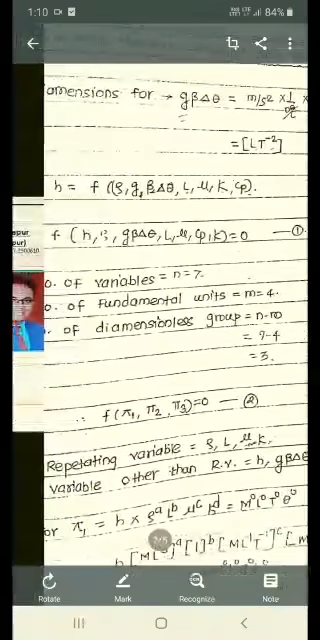 1:10
84%
amensions for → gβΔθ = m/s2 × 1/
= [LT⁻²]
h = f (ρ, g, βΔθ, L, μ, K, cp).
f (h, ρ, gβΔθ, L, μ, cp, K) = 0 — ①
o. of variables = n = 7.
o. of fundamental units = m = 4.
. of diamensionless group = n-m
= 7-4
= 3.
∴ f(π₁, π₂, π₃) = 0 — ②
Repetating variable = ρ, L, μ, K.
variable other than R.V. = h, gβΔθ
or π₁ = h × ρᵃ Lᵇ μᶜ kᵈ = M⁰L⁰T⁰θ⁰
Rotate
Mark
Recognize
Note